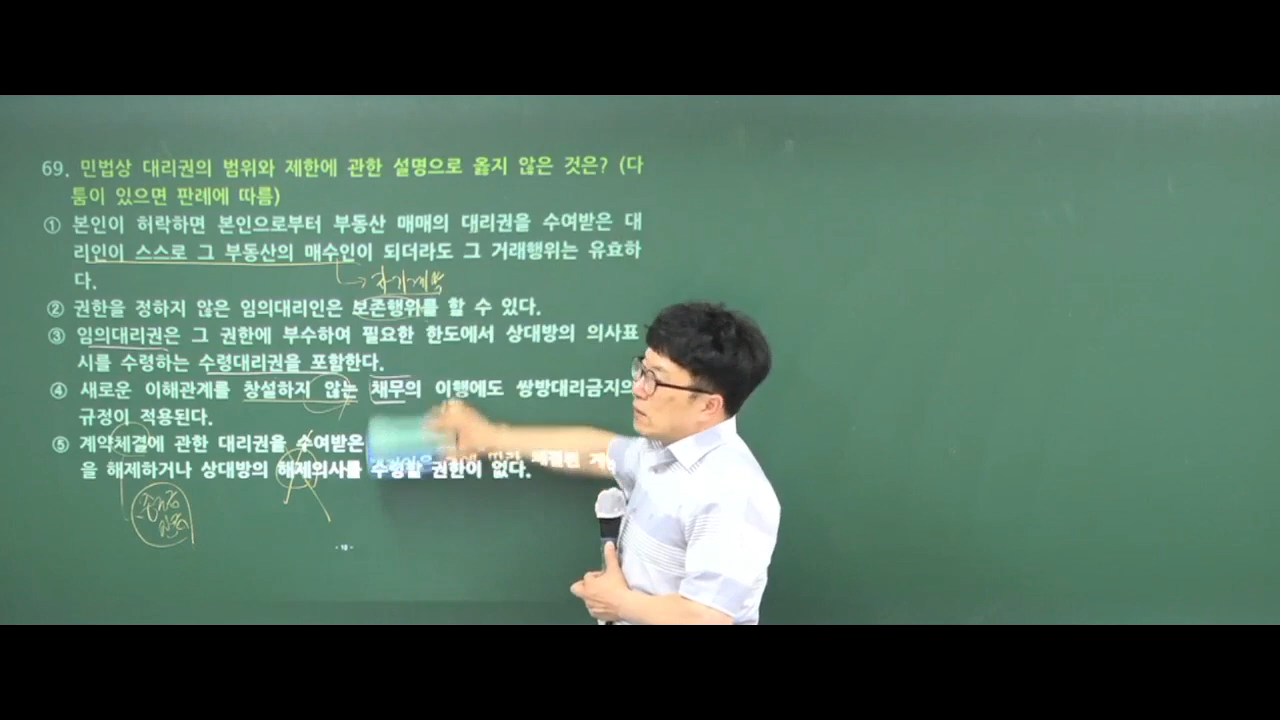 69. 민법상 대리권의 범위와 제한에 관한 설명으로 옳지 않은 것은? (다
툼이 있으면 판례에 따름)
① 본인이 허락하면 본인으로부터 부동산 매매의 대리권을 수여받은 대
리인이 스스로 그 부동산의 매수인이 되더라도 그 거래행위는 유효하
다.
자기계약
② 권한을 정하지 않은 임의대리인은 보존행위를 할 수 있다.
③ 임의대리권은 그 권한에 부수하여 필요한 한도에서 상대방의 의사표
시를 수령하는 수령대리권을 포함한다.
④ 새로운 이해관계를 창설하지 않는 채무의 이행에도 쌍방대리금지의
규정이 적용된다.
⑤ 계약체결에 관한 대리권을 수여받은 체결된
을 해제하거나 상대방의 해제의사를 수령할 권한이 없다.
- 18 -